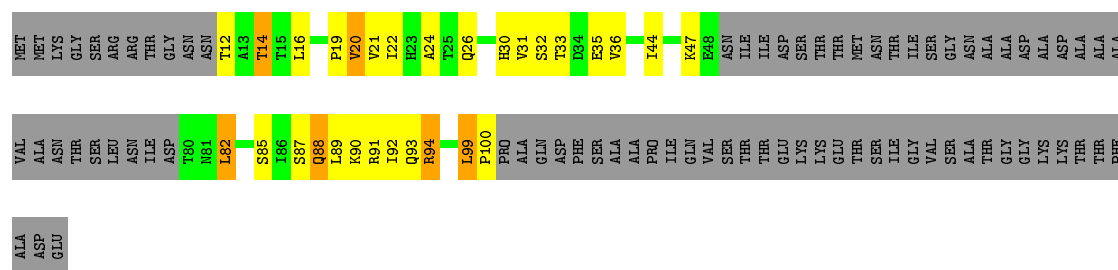 MET MET LYS GLY SER ARG ARG THR GLY ASN ASN T12 A13 T14 T15 L16 P19 V20 V21 I22 H23 A24 T25 Q26 H30 V31 S32 T33 D34 E35 V36 I44 K47 E48 ASN ILE ILE ASP SER THR THR MET ASN THR ILE SER GLY ASN ALA ALA ASP ALA ASP ALA ALA ALA
VAL ALA ASN THR SER LEU ASN ILE ASP T80 N81 L82 S85 I86 S87 Q88 L89 K90 R91 I92 Q93 R94 L99 P100 PRO ALA GLN ASP PHE SER ALA ALA PRO ILE GLN VAL SER THR THR GLU LYS LYS GLU THR SER ILE GLY VAL SER ALA THR GLY GLY LYS LYS THR THR PHE
ALA ASP GLU